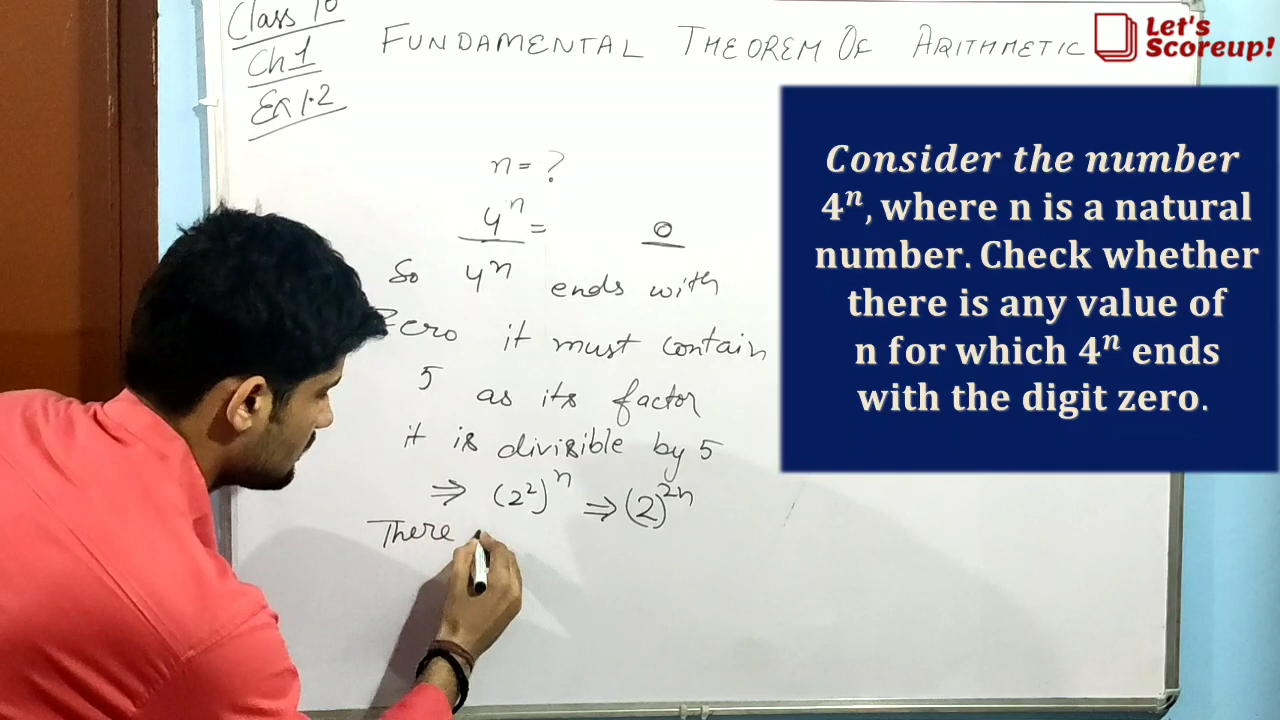 Class 10
Ch 1
Ex 1.2
FUNDAMENTAL THEOREM OF ARITHMETIC
Let's
Scoreup!
n = ?
4ⁿ = 0
So 4ⁿ ends with
Zero it must contain
5 as its factor
it is divisible by 5
⇒ (2²)ⁿ ⇒ (2)²ⁿ
There
Consider the number
4ⁿ, where n is a natural
number. Check whether
there is any value of
n for which 4ⁿ ends
with the digit zero.